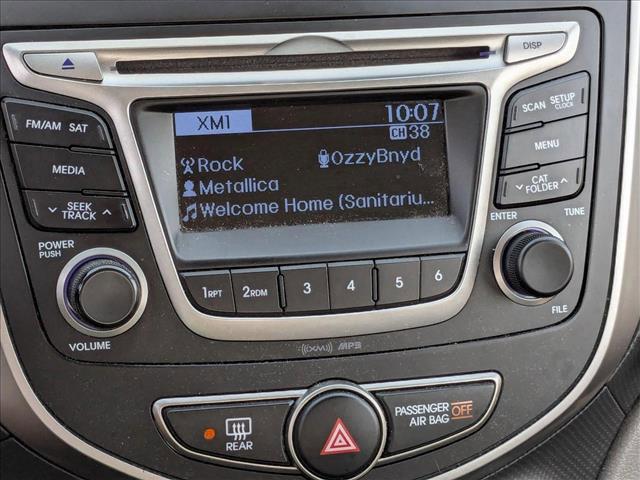 DISP
FM/AM SAT
MEDIA
SEEK
TRACK
POWER
PUSH
VOLUME
XM1
10:07
CH 38
Rock
OzzyBnyd
Metallica
Welcome Home (Sanitariu...
SCAN SETUP
CLOCK
MENU
CAT
FOLDER
ENTER
TUNE
FILE
1RPT
2RDM
3
4
5
6
((XM)) MP3
REAR
PASSENGER
AIR BAG OFF